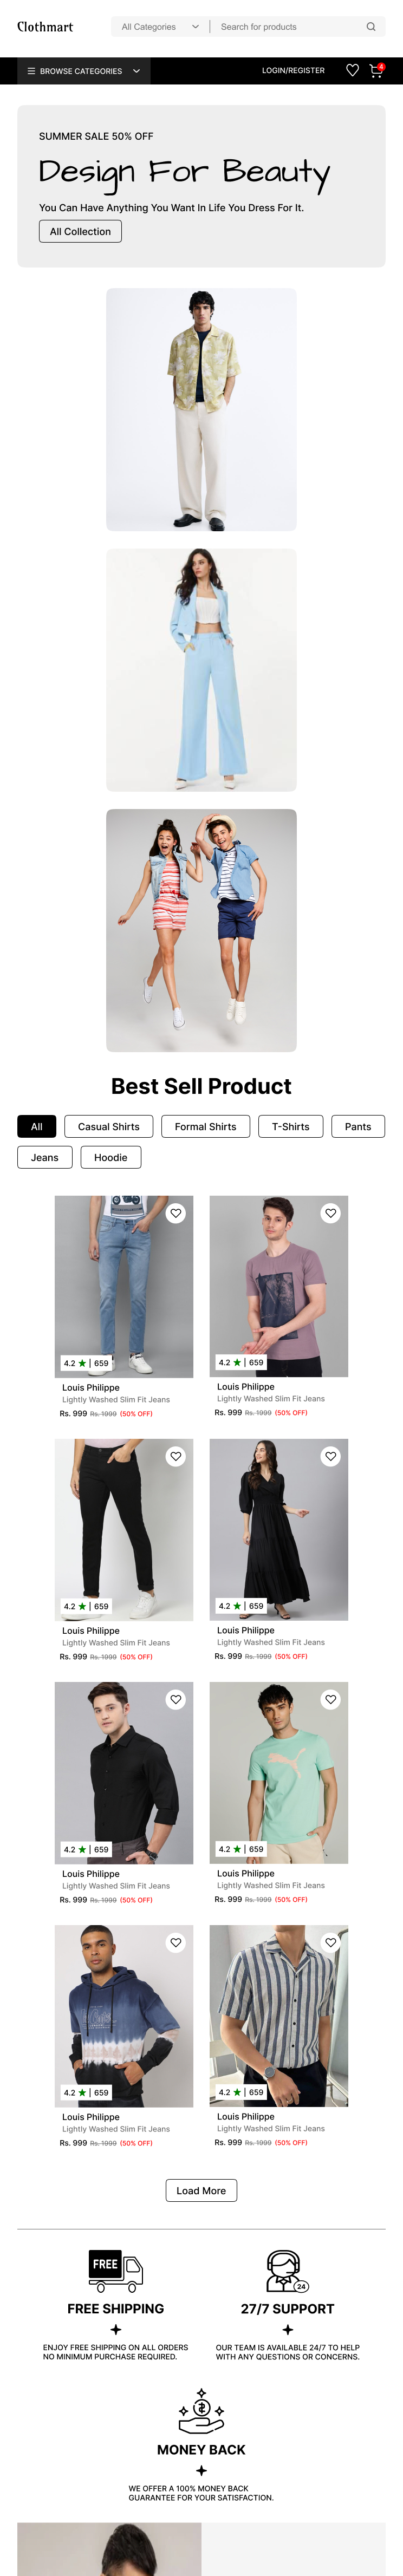 Clothmart
All Categories
Search for products
BROWSE CATEGORIES
LOGIN/REGISTER
4
SUMMER SALE 50% OFF
Design For Beauty
You Can Have Anything You Want In Life You Dress For It.
All Collection
Best Sell Product
All
Casual Shirts
Formal Shirts
T-Shirts
Pants
Jeans
Hoodie
4.2 ★ | 659
Louis Philippe
Lightly Washed Slim Fit Jeans
Rs. 999 Rs. 1999 (50% OFF)
4.2 ★ | 659
Louis Philippe
Lightly Washed Slim Fit Jeans
Rs. 999 Rs. 1999 (50% OFF)
4.2 ★ | 659
Louis Philippe
Lightly Washed Slim Fit Jeans
Rs. 999 Rs. 1999 (50% OFF)
4.2 ★ | 659
Louis Philippe
Lightly Washed Slim Fit Jeans
Rs. 999 Rs. 1999 (50% OFF)
4.2 ★ | 659
Louis Philippe
Lightly Washed Slim Fit Jeans
Rs. 999 Rs. 1999 (50% OFF)
4.2 ★ | 659
Louis Philippe
Lightly Washed Slim Fit Jeans
Rs. 999 Rs. 1999 (50% OFF)
4.2 ★ | 659
Louis Philippe
Lightly Washed Slim Fit Jeans
Rs. 999 Rs. 1999 (50% OFF)
4.2 ★ | 659
Louis Philippe
Lightly Washed Slim Fit Jeans
Rs. 999 Rs. 1999 (50% OFF)
Load More
FREE
FREE SHIPPING
ENJOY FREE SHIPPING ON ALL ORDERS
NO MINIMUM PURCHASE REQUIRED.
24
27/7 SUPPORT
OUR TEAM IS AVAILABLE 24/7 TO HELP
WITH ANY QUESTIONS OR CONCERNS.
MONEY BACK
WE OFFER A 100% MONEY BACK
GUARANTEE FOR YOUR SATISFACTION.